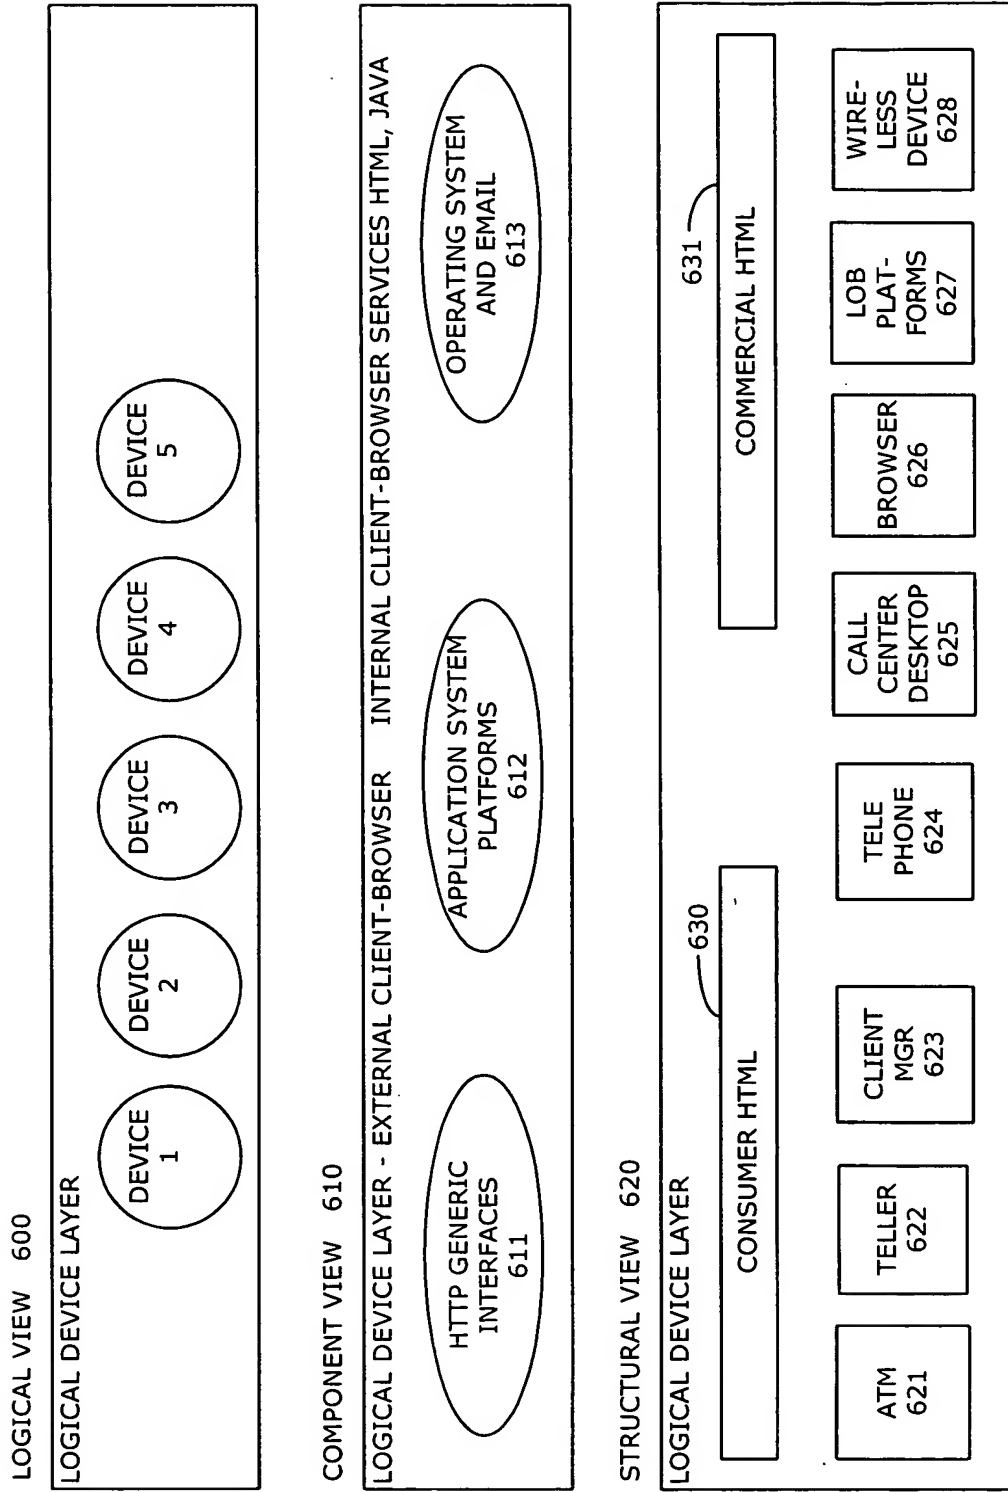 LOGICAL VIEW 600
LOGICAL DEVICE LAYER
DEVICE
1
DEVICE
2
DEVICE
3
DEVICE
4
DEVICE
5
COMPONENT VIEW 610
LOGICAL DEVICE LAYER - EXTERNAL CLIENT-BROWSER INTERNAL CLIENT-BROWSER SERVICES HTML, JAVA
HTTP GENERIC
INTERFACES
611
APPLICATION SYSTEM
PLATFORMS
612
OPERATING SYSTEM
AND EMAIL
613
STRUCTURAL VIEW 620
LOGICAL DEVICE LAYER
630
631
CONSUMER HTML
COMMERCIAL HTML
ATM
621
TELLER
622
CLIENT
MGR
623
TELE
PHONE
624
CALL
CENTER
DESKTOP
625
BROWSER
626
LOB
PLAT-
FORMS
627
WIRE-
LESS
DEVICE
628